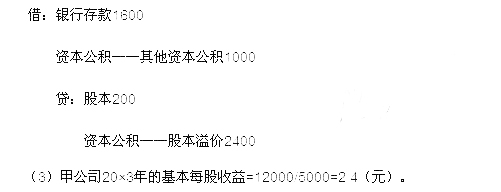 借：银行存款1600
资本公积——其他资本公积1000
贷：股本200
资本公积——股本溢价2400
（3）甲公司20×3年的基本每股收益=12000/5000=2.4（元）。